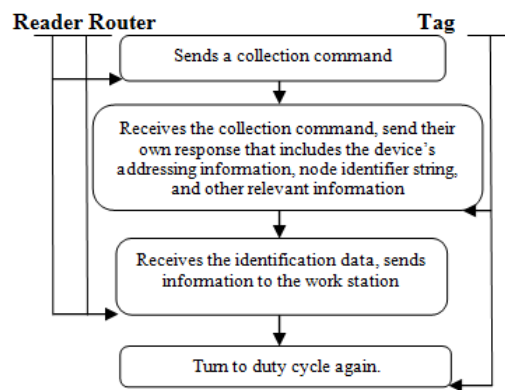 Reader Router Tag
Sends a collection command
Receives the collection command, send their
own response that includes the device's
addressing information, node identifier string,
and other relevant information
Receives the identification data, sends
information to the work station
Turn to duty cycle again.